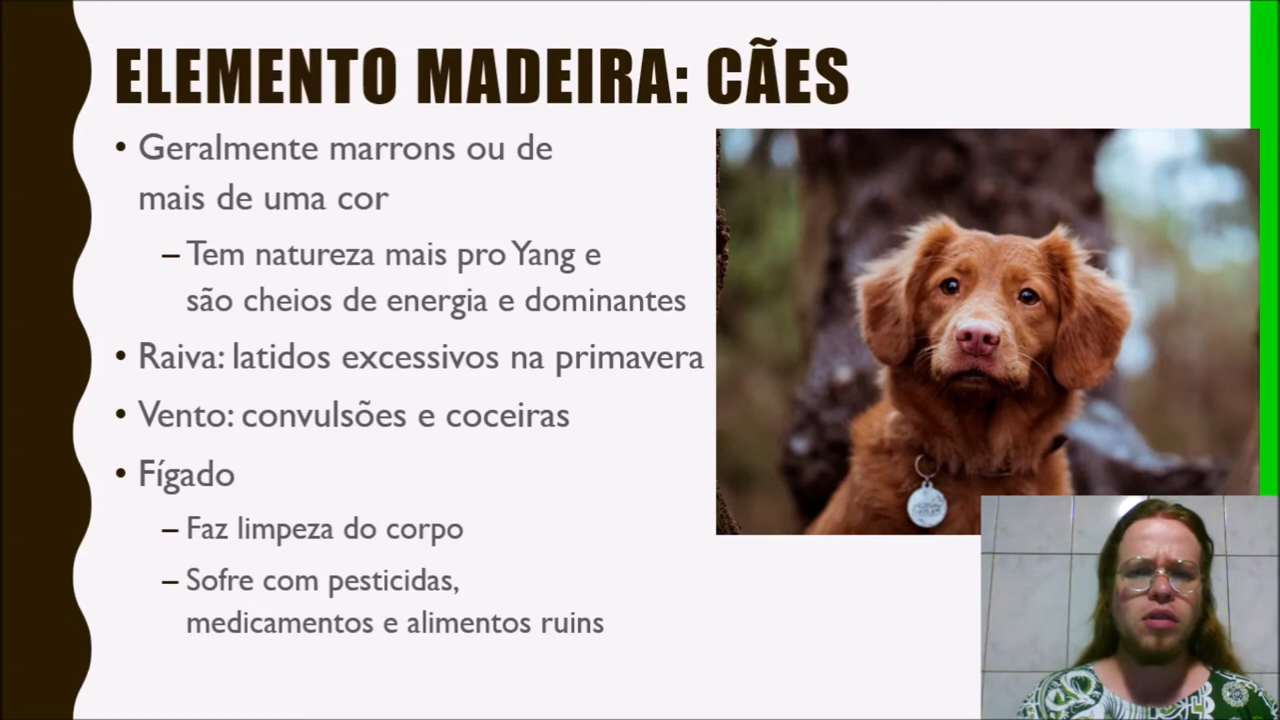 ELEMENTO MADEIRA: CÃES
• Geralmente marrons ou de
mais de uma cor
– Tem natureza mais pro Yang e
são cheios de energia e dominantes
• Raiva: latidos excessivos na primavera
• Vento: convulsões e coceiras
• Fígado
– Faz limpeza do corpo
– Sofre com pesticidas,
medicamentos e alimentos ruins